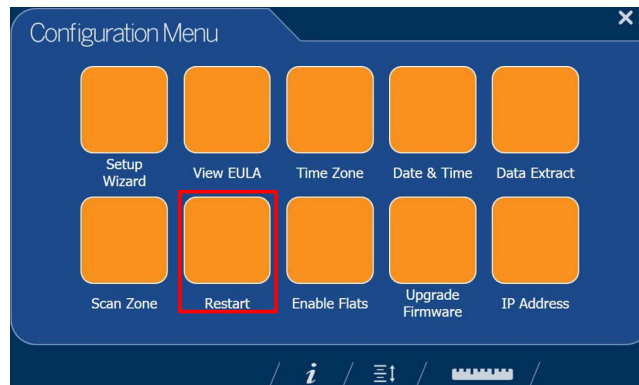 Configuration Menu
Setup
Wizard
View EULA
Time Zone
Date & Time
Data Extract
Scan Zone
Restart
Enable Flats
Upgrade
Firmware
IP Address